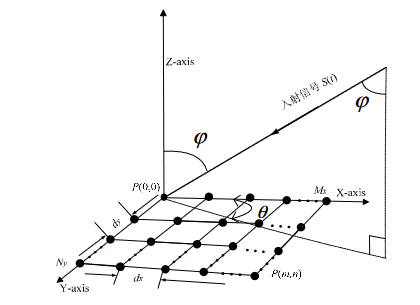 Z-axis
入射信号 S(t)
φ
φ
P(0,0)
Mx
X-axis
dy
θ
Ny
P(m,n)
dx
Y-axis